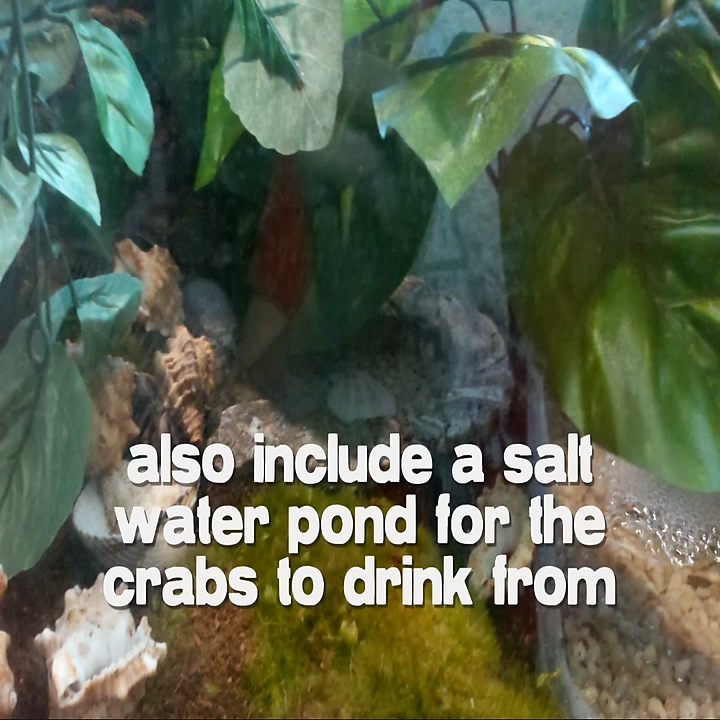 also include a salt
water pond for the
crabs to drink from